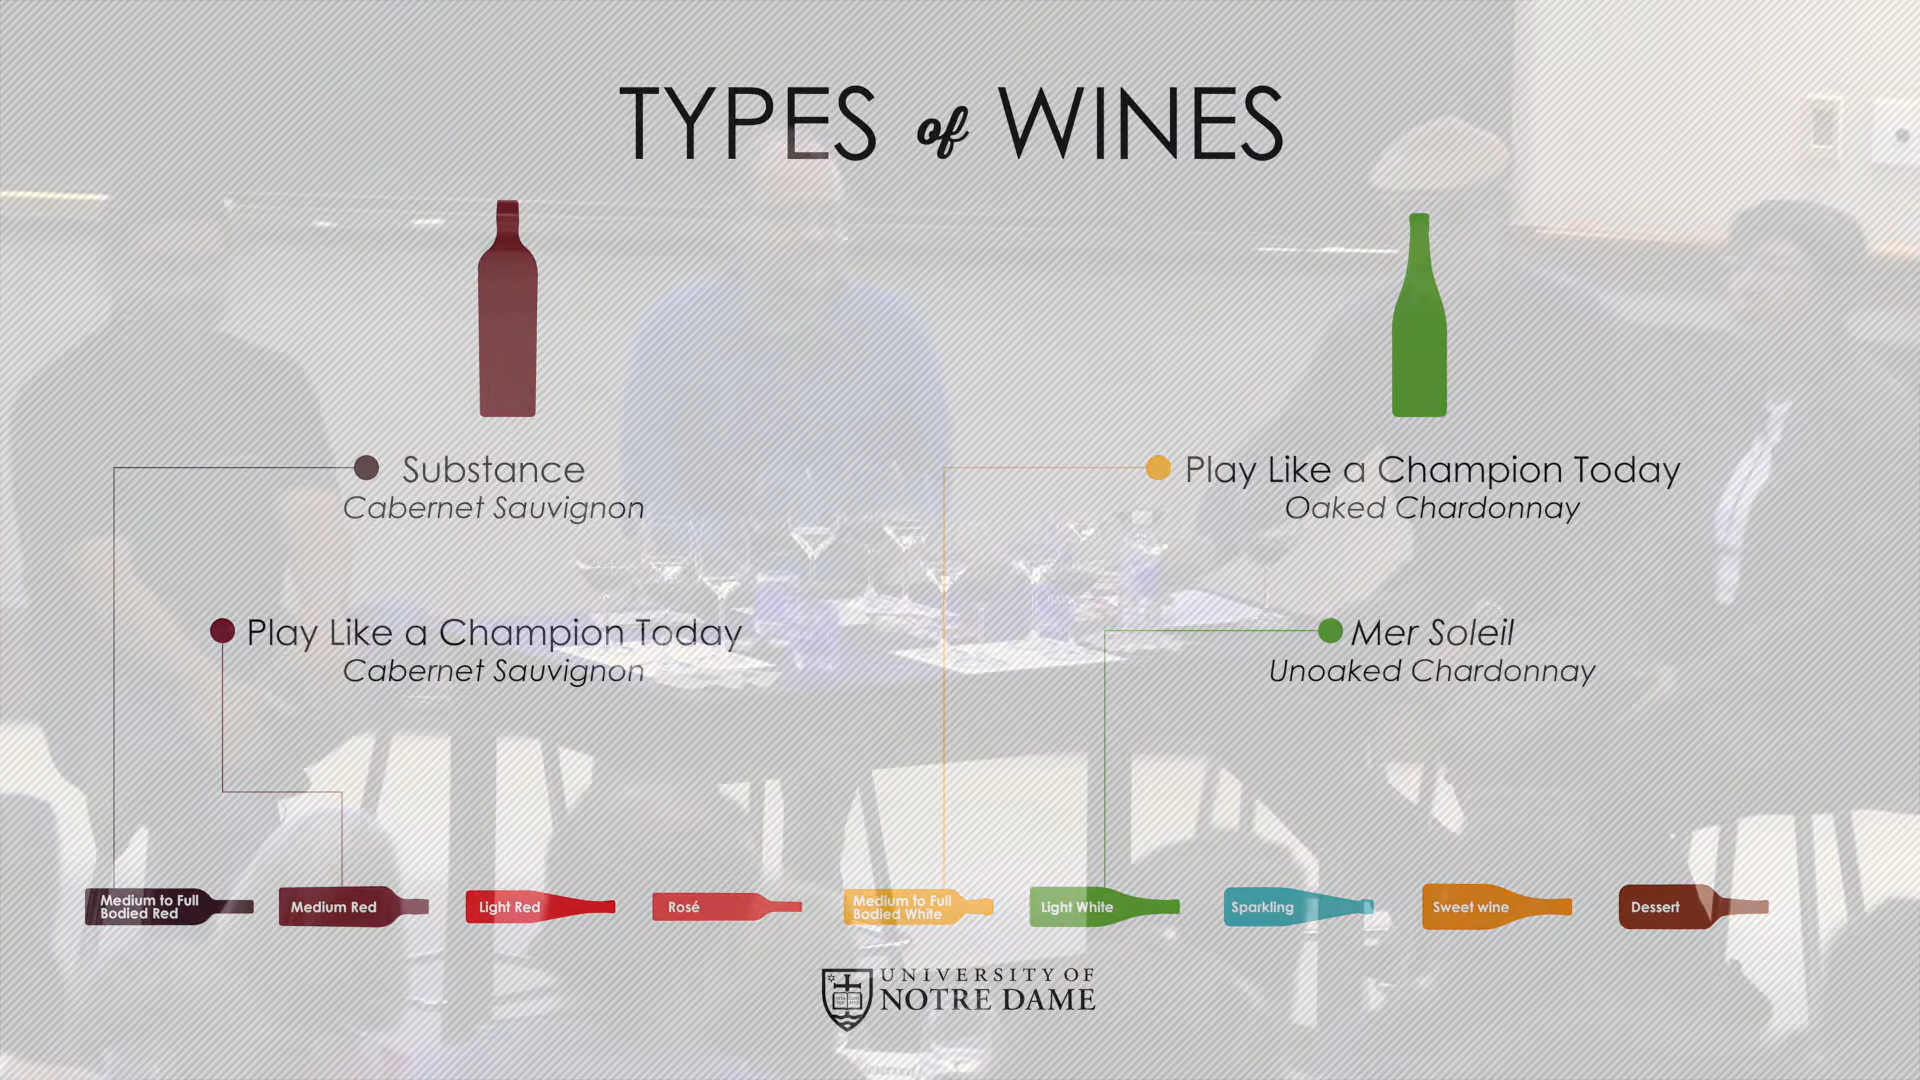 TYPES of WINES
Substance
Cabernet Sauvignon
Play Like a Champion Today
Oaked Chardonnay
Play Like a Champion Today
Cabernet Sauvignon
Mer Soleil
Unoaked Chardonnay
Medium to Full
Bodied Red
Medium Red
Light Red
Rosé
Medium to Full
Bodied White
Light White
Sparkling
Sweet wine
Dessert
UNIVERSITY OF
NOTRE DAME